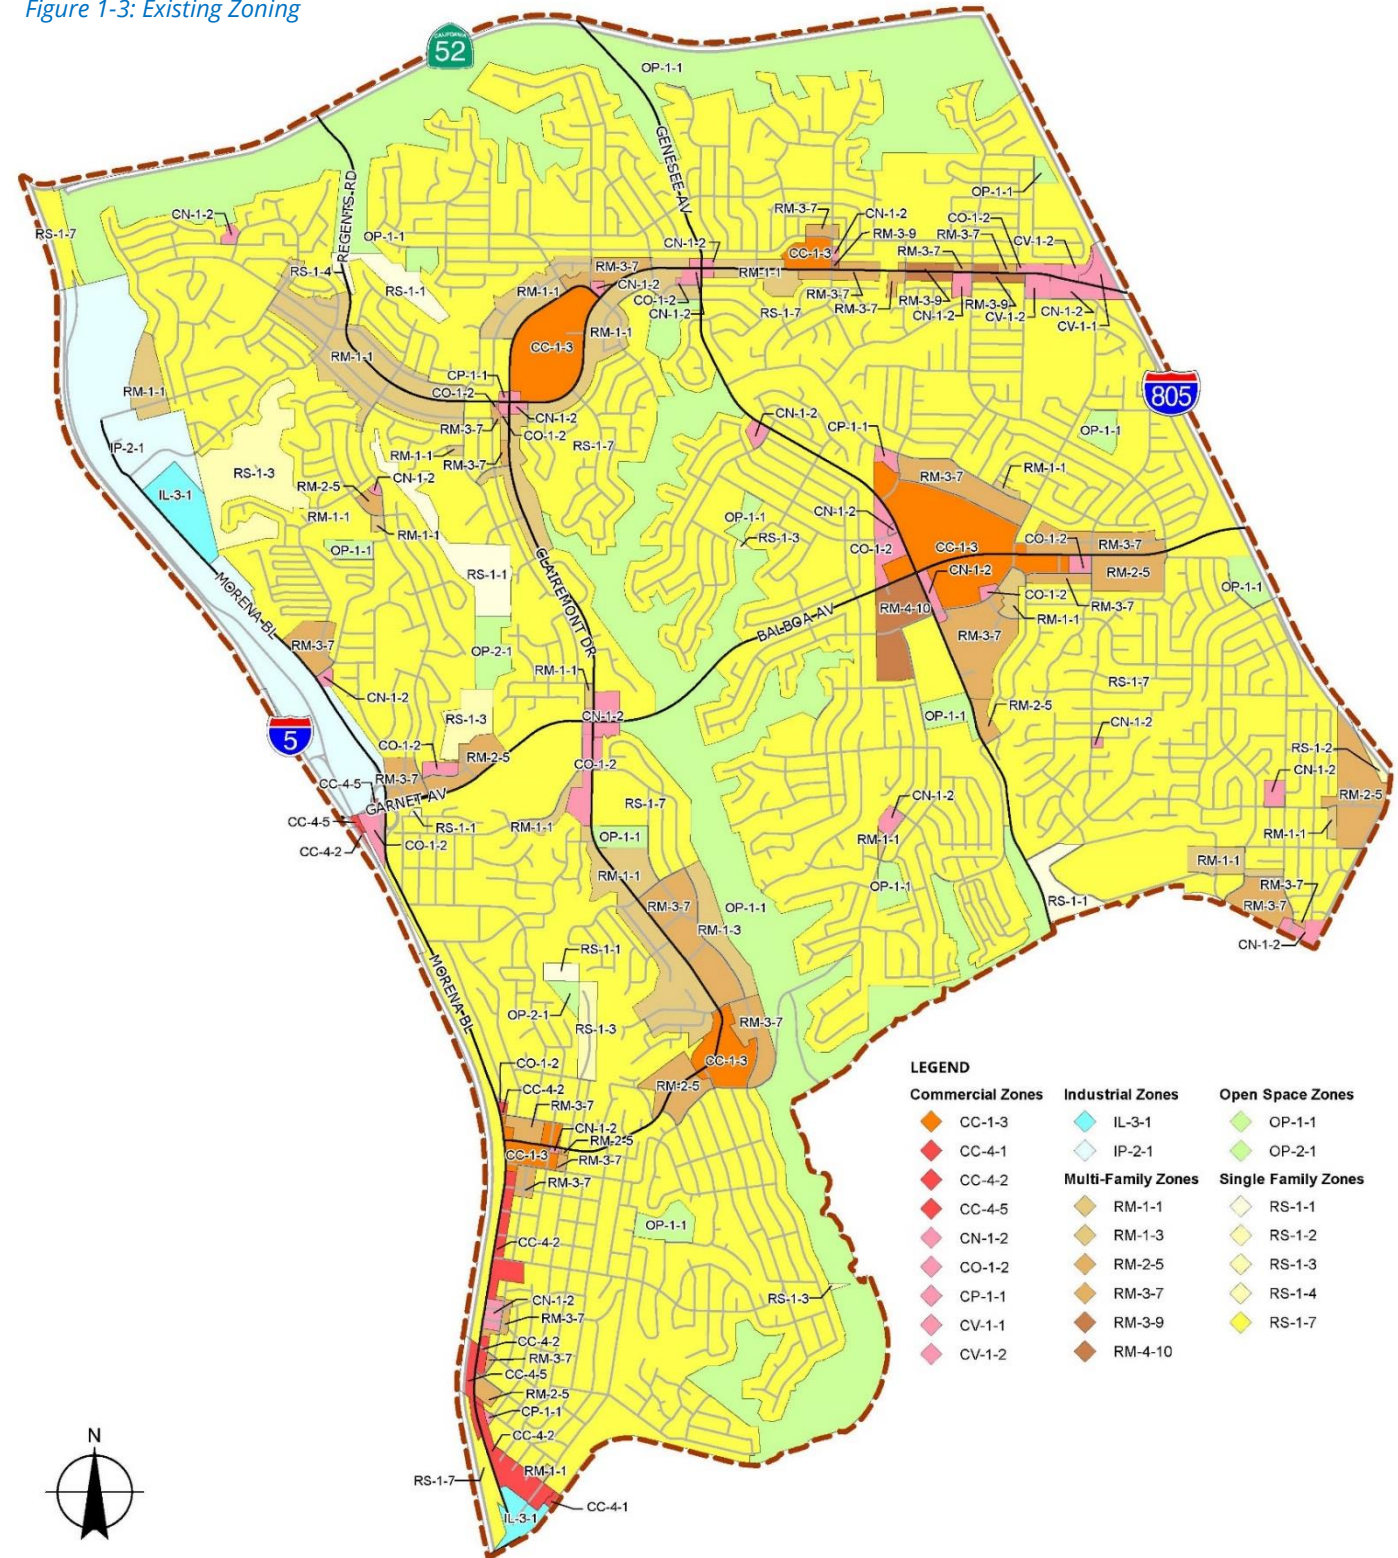 Figure 1-3: Existing Zoning
CALIFORNIA
52
OP-1-1
GENESEE AV
REGENTS RD
OP-1-1
CN-1-2
RM-3-7
CN-1-2
CO-1-2
RS-1-7
OP-1-1
CN-1-2
RM-3-9
RM-3-7
CV-1-2
RM-3-7
CC-1-3
RS-1-4
RM-3-7
RM-1-1
RS-1-1
RM-1-1
CN-1-2
CO-1-2
RM-3-7
RM-3-9
RM-3-9
CN-1-2
RM-3-7
CN-1-2
RS-1-7
CN-1-2
CV-1-2
CV-1-1
RM-1-1
CC-1-3
RM-1-1
CP-1-1
RM-1-1
CO-1-2
805
CN-1-2
CN-1-2
RM-3-7
CO-1-2
CP-1-1
OP-1-1
IP-2-1
RS-1-7
RM-1-1
RM-3-7
RS-1-3
RM-1-1
CN-1-2
RM-3-7
RM-2-5
IL-3-1
CN-1-2
RM-1-1
OP-1-1
RM-1-1
RS-1-3
CO-1-2
RM-3-7
OP-1-1
CO-1-2
CC-1-3
CLAIREMONT DR
CN-1-2
RM-2-5
RS-1-1
OP-1-1
MORENA BL
CO-1-2
RM-4-10
RM-3-7
RM-1-1
BALBOA AV
RM-3-7
RM-3-7
OP-2-1
RM-1-1
RS-1-7
CN-1-2
RM-2-5
CN-1-2
OP-1-1
RS-1-3
CN-1-2
5
CO-1-2
RS-1-2
RM-2-5
CO-1-2
CN-1-2
RM-3-7
CC-4-5
RM-2-5
GARNET AV
RS-1-7
CN-1-2
CC-4-5
RS-1-1
RM-1-1
RM-1-1
OP-1-1
RM-1-1
CC-4-2
CO-1-2
RM-1-1
RM-1-1
OP-1-1
RM-3-7
RS-1-1
RM-3-7
OP-1-1
RM-3-7
RM-1-3
CN-1-2
RS-1-1
MORENA BL
OP-2-1
RM-3-7
RS-1-3
CC-1-3
CO-1-2
RM-2-5
CC-4-2
RM-3-7
CN-1-2
RM-2-5
CC-1-3
RM-3-7
RM-3-7
OP-1-1
CC-4-2
RS-1-3
CN-1-2
RM-3-7
CC-4-2
RM-3-7
CC-4-5
RM-2-5
CP-1-1
CC-4-2
RM-1-1
RS-1-7
CC-4-1
IL-3-1
N
LEGEND
Commercial Zones
CC-1-3
CC-4-1
CC-4-2
CC-4-5
CN-1-2
CO-1-2
CP-1-1
CV-1-1
CV-1-2
Industrial Zones
IL-3-1
IP-2-1
Multi-Family Zones
RM-1-1
RM-1-3
RM-2-5
RM-3-7
RM-3-9
RM-4-10
Open Space Zones
OP-1-1
OP-2-1
Single Family Zones
RS-1-1
RS-1-2
RS-1-3
RS-1-4
RS-1-7